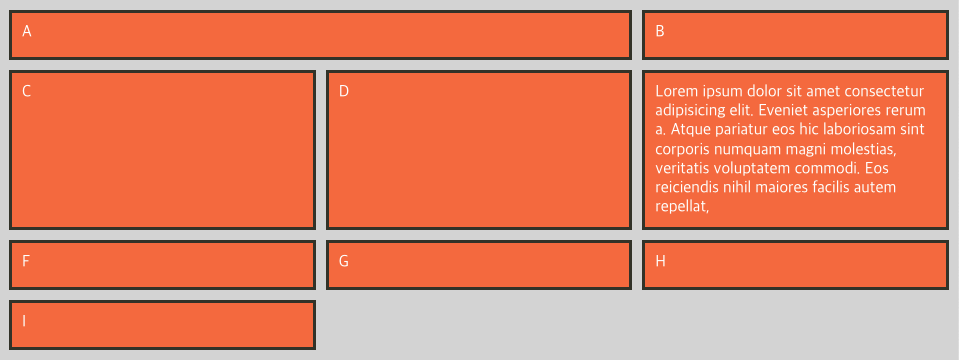 A
B
C
D
Lorem ipsum dolor sit amet consectetur
adipisicing elit. Eveniet asperiores rerum
a. Atque pariatur eos hic laboriosam sint
corporis numquam magni molestias,
veritatis voluptatem commodi. Eos
reiciendis nihil maiores facilis autem
repellat,
F
G
H
I